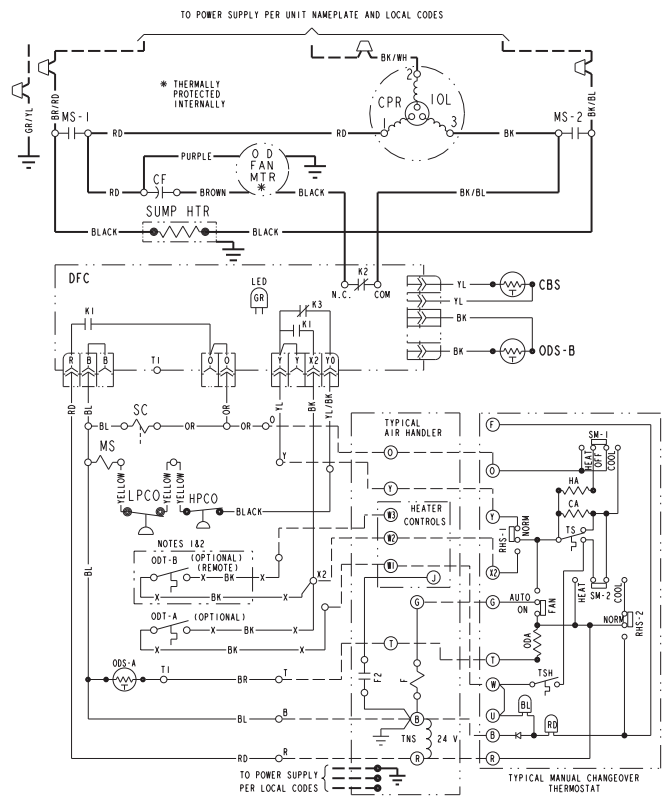 TO POWER SUPPLY PER UNIT NAMEPLATE AND LOCAL CODES
GR/YL
BR/RD
BK/WH
BK/BL
* THERMALLY
PROTECTED
INTERNALLY
CPR
IOL
2
1
3
MS-1
RD
RD
BK
MS-2
PURPLE
OD
FAN
MTR
*
CF
RD
BROWN
BLACK
BK/BL
SUMP HTR
BLACK
BLACK
DFC
LED
GR
K2
N.C.
COM
K3
K1
K1
YL
YL
BK
BK
CBS
ODS-B
R
B
B
T1
O
O
Y
Y
X2
YO
RD
BL
OR
YL
BK
YL/BK
BL
SC
OR
OR
O
MS
Y
YELLOW
YELLOW
YELLOW
LPCO
HPCO
BLACK
NOTES 1&2
ODT-B
(OPTIONAL)
(REMOTE)
X
BK
X
X
BK
X
X2
ODT-A
(OPTIONAL)
X
BK
X
X
BK
X
BL
ODS-A
T1
BR
T
BL
B
RD
R
TYPICAL
AIR HANDLER
O
Y
W3
HEATER
CONTROLS
W2
W1
J
G
T
F2
F
B
TNS
24 V
R
TO POWER SUPPLY
PER LOCAL CODES
F
SM-1
HEAT
OFF
COOL
O
HA
CA
Y
NORM
RHS-1
TS
X2
HEAT
SM-2
COOL
G
AUTO
ON
FAN
NORM
RHS-2
ODA
T
W
TSH
BL
U
RD
B
R
TYPICAL MANUAL CHANGEOVER
THERMOSTAT